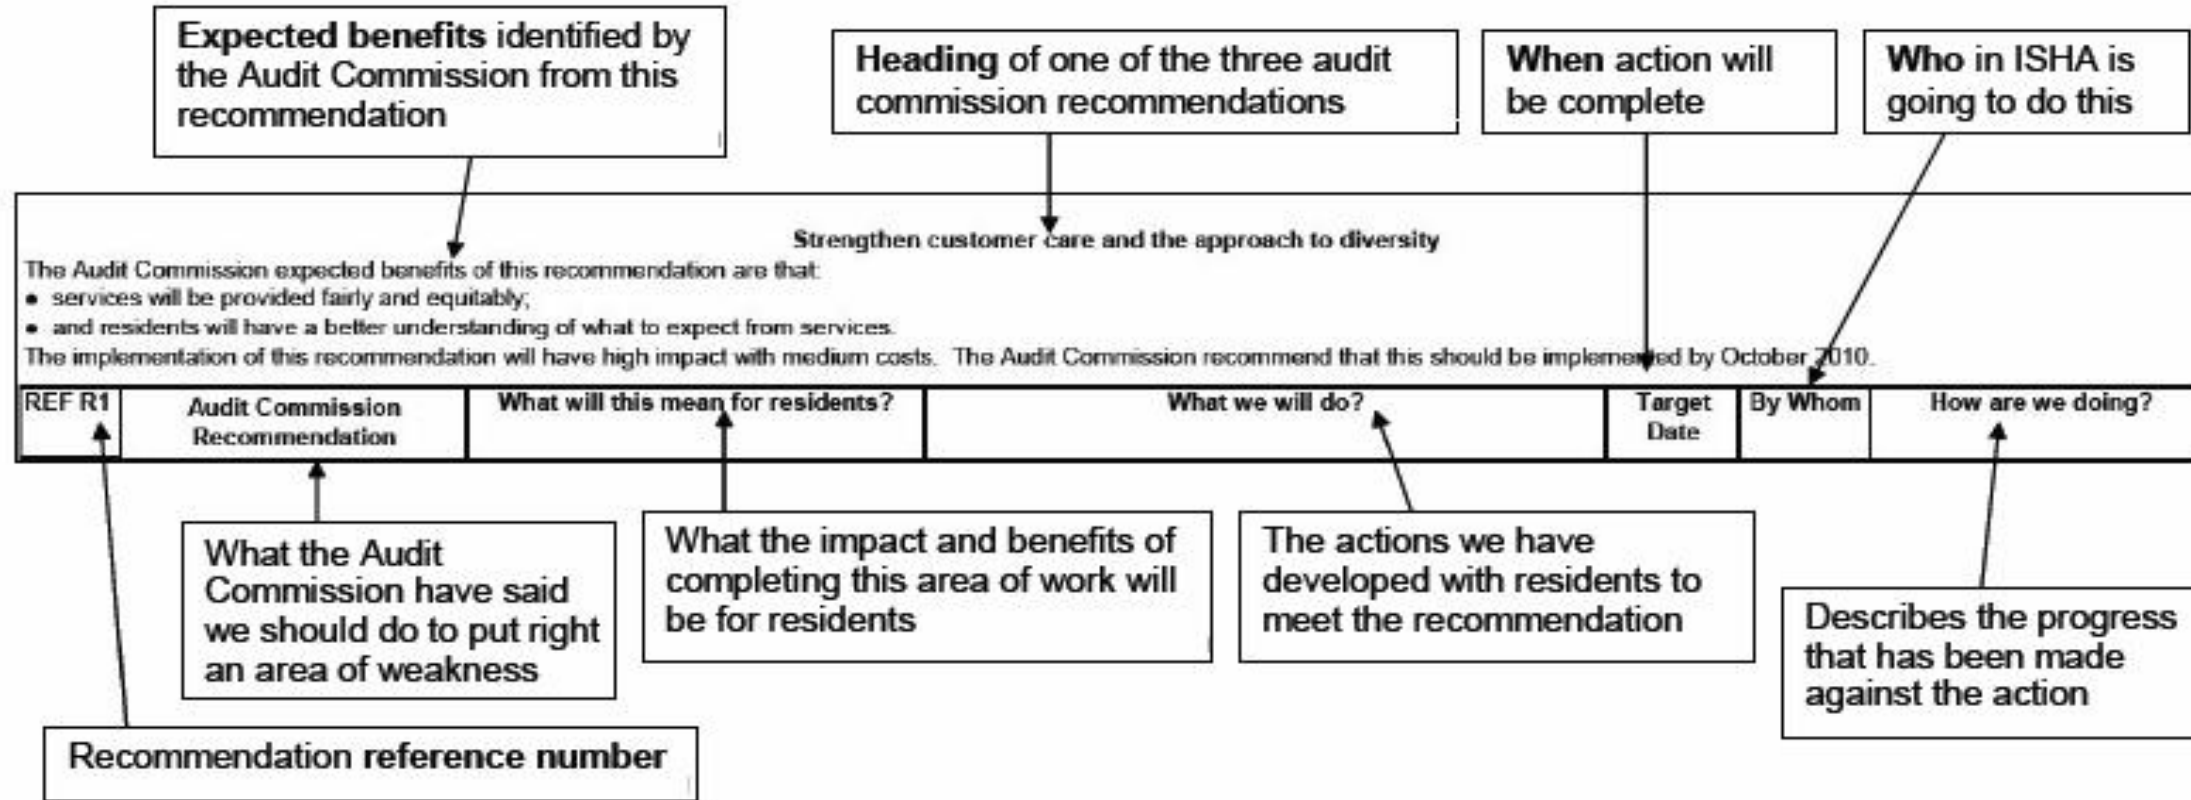 Expected benefits identified by
the Audit Commission from this
recommendation
Heading of one of the three audit
commission recommendations
When action will
be complete
Who in ISHA is
going to do this
Strengthen customer care and the approach to diversity
The Audit Commission expected benefits of this recommendation are that:
• services will be provided fairly and equitably;
• and residents will have a better understanding of what to expect from services.
The implementation of this recommendation will have high impact with medium costs. The Audit Commission recommend that this should be implemented by October 2010.
REF R1
Audit Commission
Recommendation
What will this mean for residents?
What we will do?
Target
Date
By Whom
How are we doing?
What the Audit
Commission have said
we should do to put right
an area of weakness
What the impact and benefits of
completing this area of work will
be for residents
The actions we have
developed with residents to
meet the recommendation
Describes the progress
that has been made
against the action
Recommendation reference number